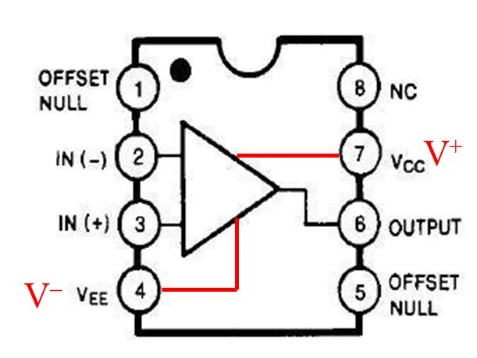 OFFSET
NULL
1
8
NC
IN (-)
2
7
VCC
V+
IN (+)
3
6
OUTPUT
V–
VEE
4
5
OFFSET
NULL